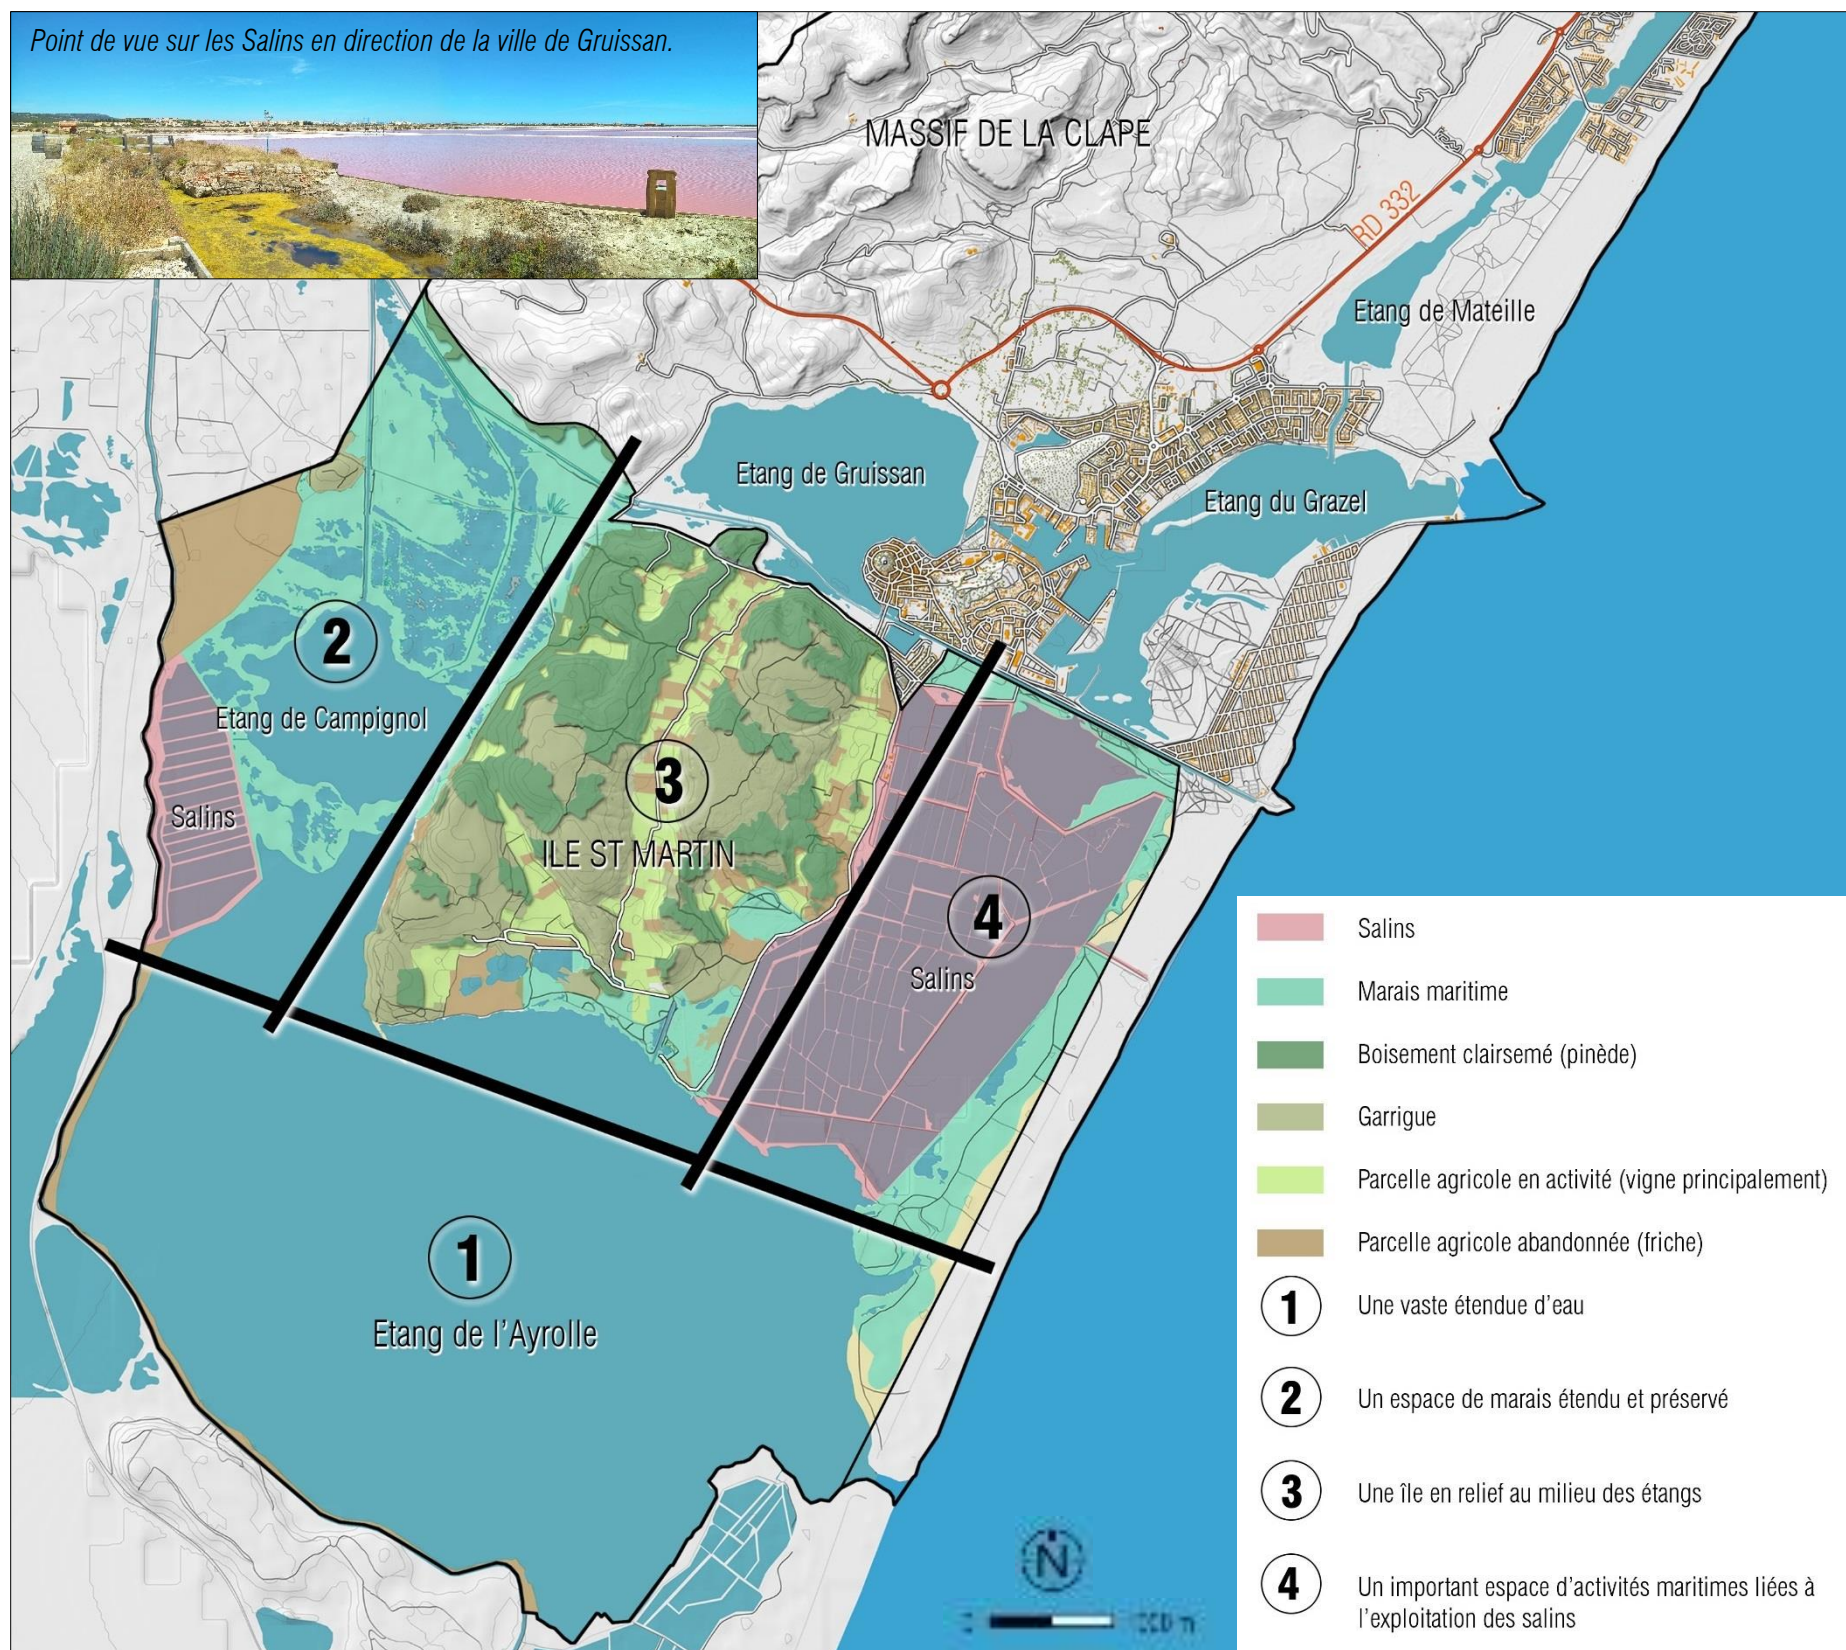 Point de vue sur les Salins en direction de la ville de Gruissan.
MASSIF DE LA CLAPE
RD 332
Etang de Mateille
Etang de Gruissan
Etang du Grazel
2
Etang de Campignol
Salins
3
ILE ST MARTIN
4
Salins
1
Etang de l'Ayrolle
N
Salins
Marais maritime
Boisement clairsemé (pinède)
Garrigue
Parcelle agricole en activité (vigne principalement)
Parcelle agricole abandonnée (friche)
1 Une vaste étendue d'eau
2 Un espace de marais étendu et préservé
3 Une île en relief au milieu des étangs
4 Un important espace d'activités maritimes liées à
l'exploitation des salins